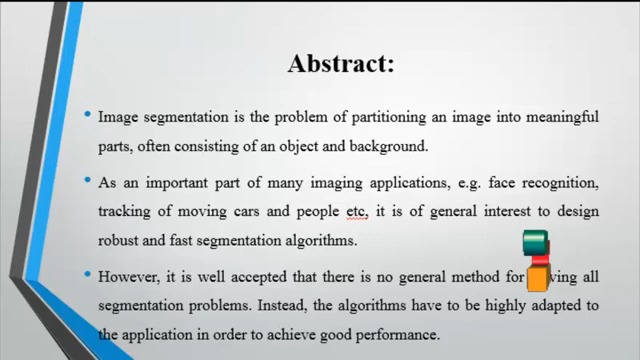 Abstract:
Image segmentation is the problem of partitioning an image into meaningful
parts, often consisting of an object and background.
As an important part of many imaging applications, e.g. face recognition,
tracking of moving cars and people etc, it is of general interest to design
robust and fast segmentation algorithms.
However, it is well accepted that there is no general method for ving all
segmentation problems. Instead, the algorithms have to be highly adapted to
the application in order to achieve good performance.